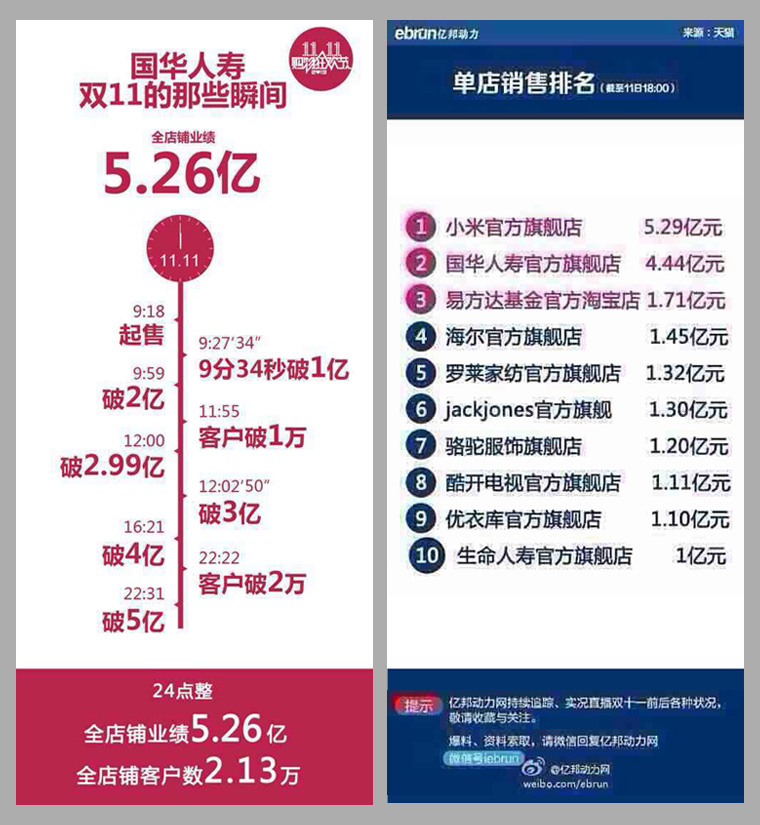 11.11
购物狂欢节
国华人寿
双11的那些瞬间
全店铺业绩
5.26亿
11.11
9:18
起售
9:27'34"
9分34秒破1亿
9:59
破2亿
11:55
客户破1万
12:00
破2.99亿
12:02'50"
破3亿
16:21
破4亿
22:22
客户破2万
22:31
破5亿
24点整
全店铺业绩5.26亿
全店铺客户数2.13万
ebrun亿邦动力 来源：天猫
单店销售排名（截至11日18:00）
1 小米官方旗舰店 5.29亿元
2 国华人寿官方旗舰店 4.44亿元
3 易方达基金官方淘宝店 1.71亿元
4 海尔官方旗舰店 1.45亿元
5 罗莱家纺官方旗舰店 1.32亿元
6 jackjones官方旗舰 1.30亿元
7 骆驼服饰旗舰店 1.20亿元
8 酷开电视官方旗舰店 1.11亿元
9 优衣库官方旗舰店 1.10亿元
10 生命人寿官方旗舰店 1亿元
提示 亿邦动力网持续追踪、实况直播双十一前后各种状况，
敬请收藏与关注。
爆料、资料索取，请微信回复亿邦动力网
微信号iebrun
@亿邦动力网
weibo.com/ebrun